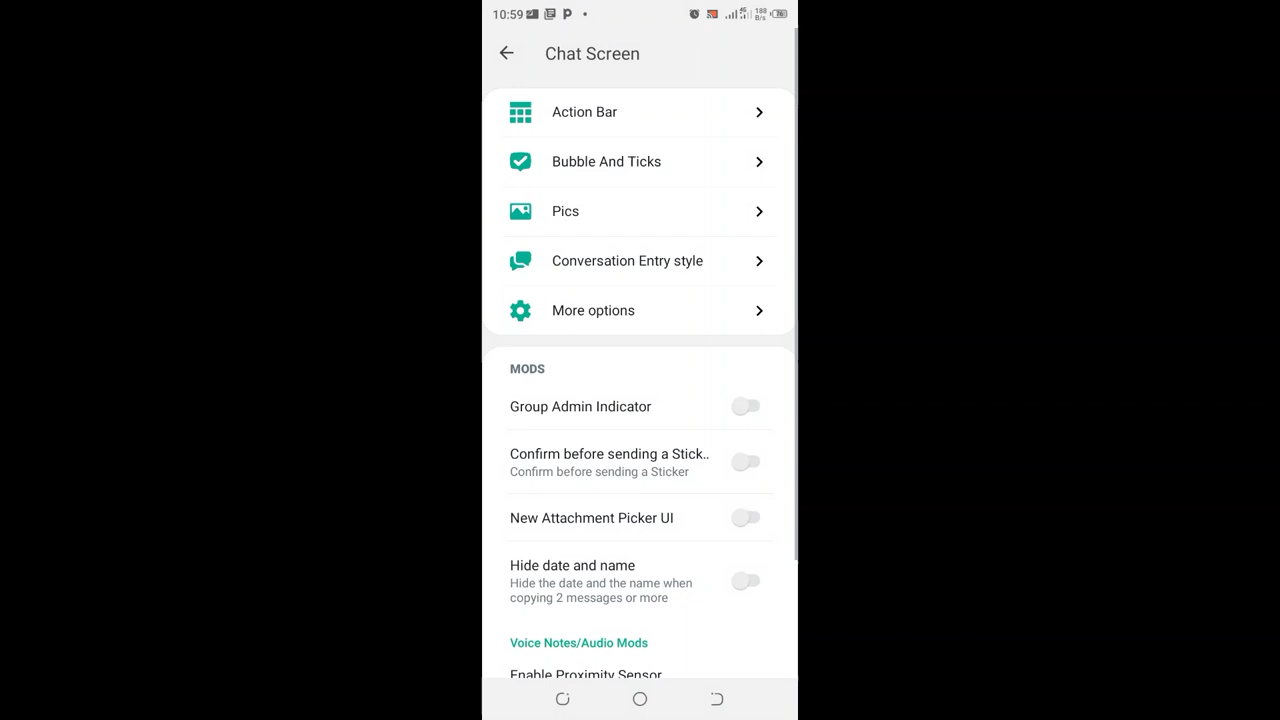 10:59
188
B/s
76
Chat Screen
Action Bar
Bubble And Ticks
Pics
Conversation Entry style
More options
MODS
Group Admin Indicator
Confirm before sending a Stick..
Confirm before sending a Sticker
New Attachment Picker UI
Hide date and name
Hide the date and the name when
copying 2 messages or more
Voice Notes/Audio Mods
Enable Proximity Sensor